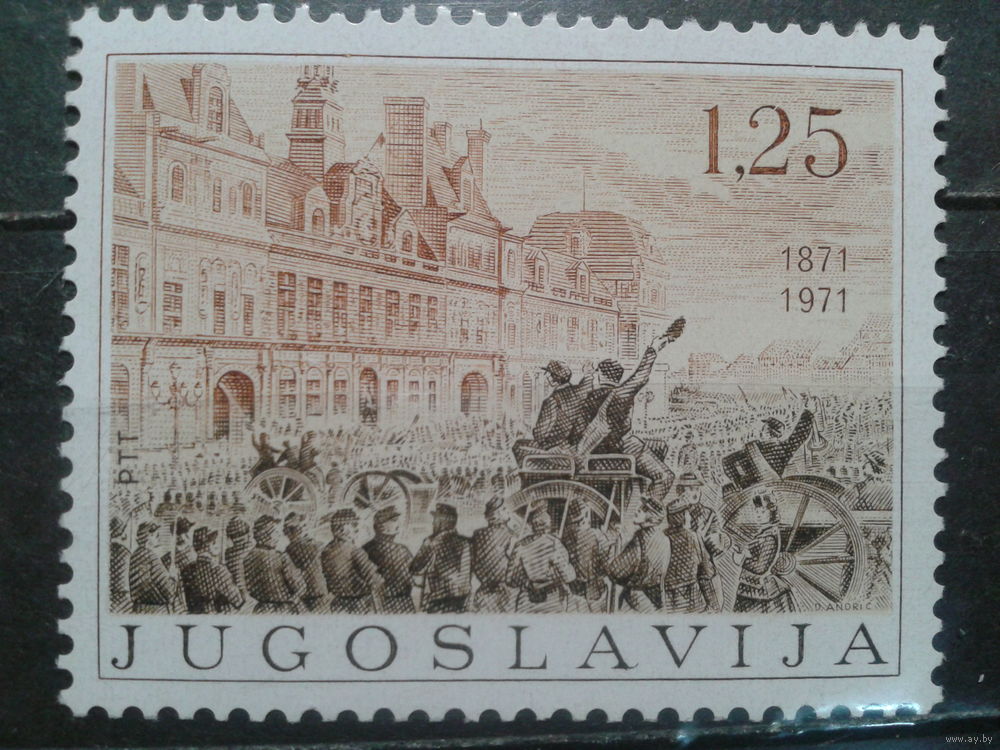 1,25
1871
1971
PTT
D. ANDRIĆ
JUGOSLAVIJA
www.ay.by